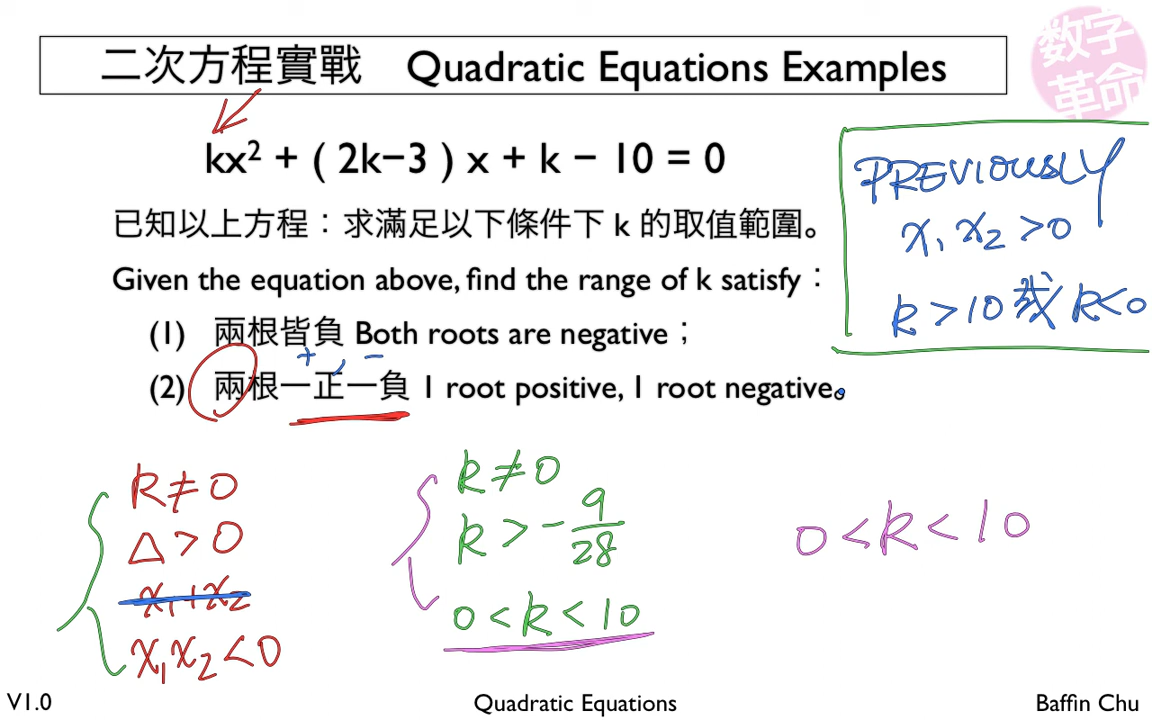 二次方程實戰 Quadratic Equations Examples
数字
革命
kx² + ( 2k−3 ) x + k − 10 = 0
已知以上方程：求滿足以下條件下 k 的取值範圍。
Given the equation above, find the range of k satisfy：
(1) 兩根皆負 Both roots are negative；
+ , −
(2) 兩根一正一負 1 root positive, 1 root negative。
PREVIOUSLY
x₁ x₂ > 0
k > 10 或 k < 0
k ≠ 0
Δ > 0
x₁ + x₂
x₁ x₂ < 0
k ≠ 0
k > − 9/28
0 < k < 10
0 < k < 10
V1.0 Quadratic Equations Baffin Chu